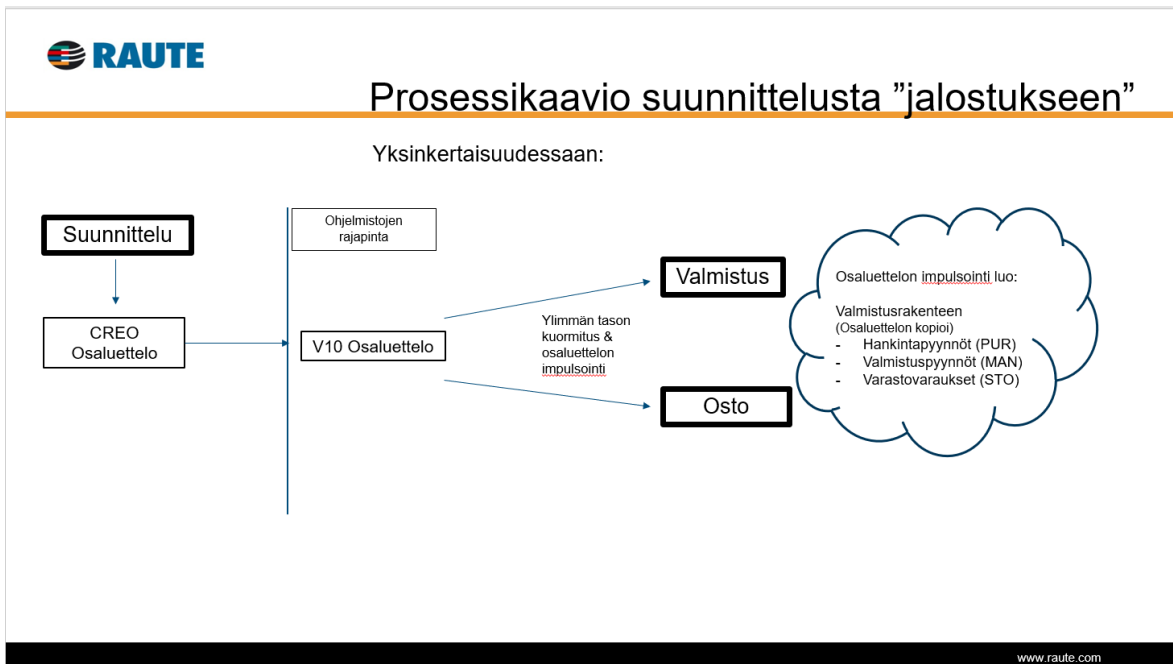 RAUTE
Prosessikaavio suunnittelusta ”jalostukseen”
Yksinkertaisuudessaan:
Suunnittelu
CREO
Osaluettelo
Ohjelmistojen
rajapinta
V10 Osaluettelo
Ylimmän tason
kuormitus &
osaluettelon
impulsointi
Valmistus
Osto
Osaluettelon impulsointi luo:
Valmistusrakenteen
(Osaluettelon kopioi)
- Hankintapyynnöt (PUR)
- Valmistuspyynnöt (MAN)
- Varastovaraukset (STO)
www.raute.com